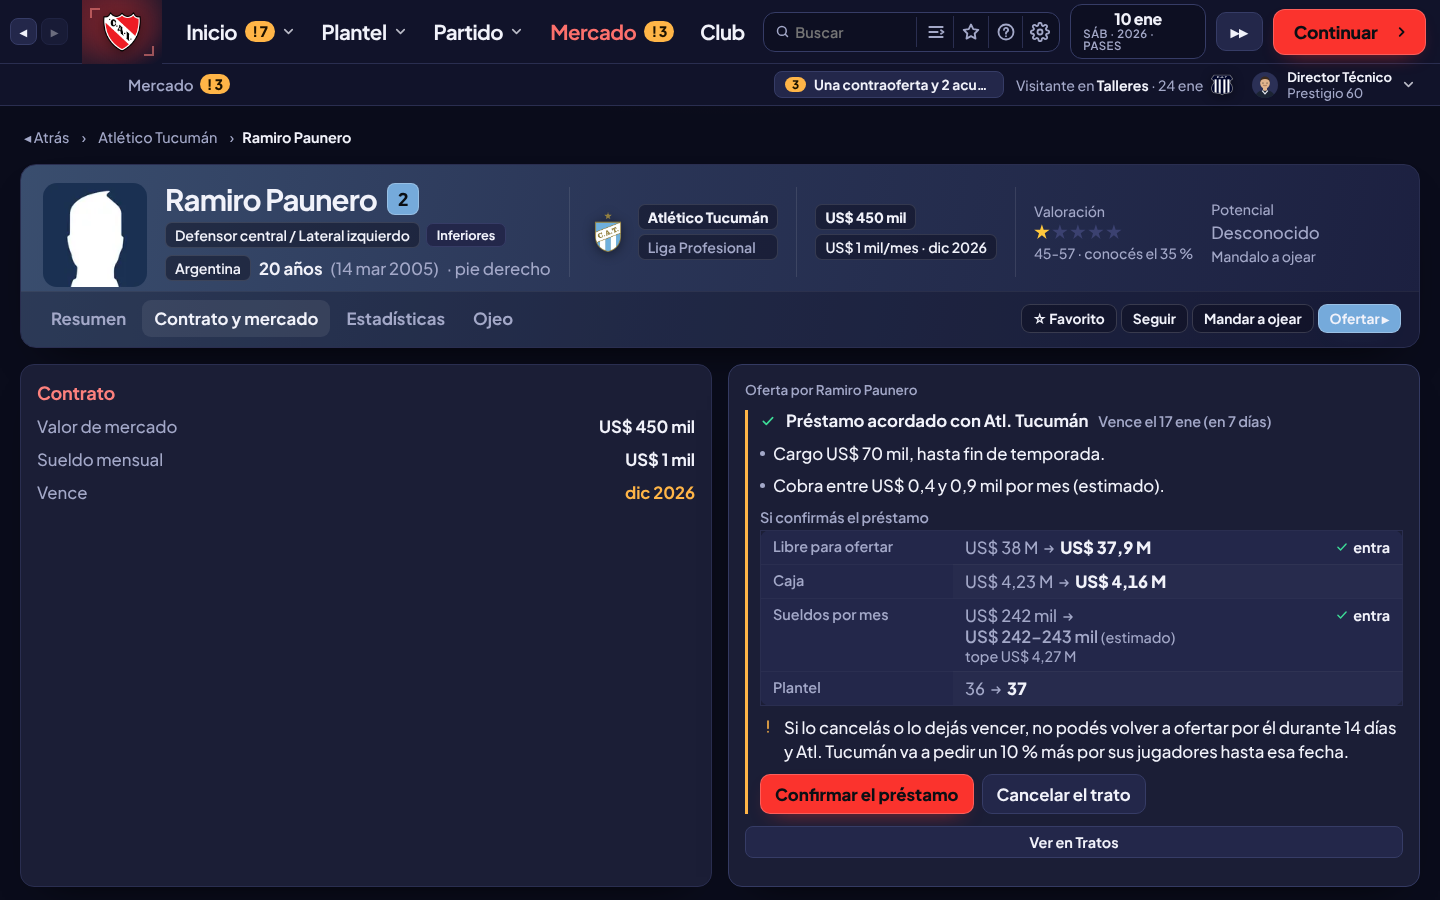 Inicio !7 Plantel Partido Mercado !3 Club
Buscar
10 ene
SÁB · 2026 · PASES
Continuar
Mercado !3
3 Una contraoferta y 2 acu...
Visitante en Talleres · 24 ene
Director Técnico
Prestigio 60
Atrás › Atlético Tucumán › Ramiro Paunero
Ramiro Paunero 2
Defensor central / Lateral izquierdo Inferiores
Argentina 20 años (14 mar 2005) · pie derecho
C.A.T.
Atlético Tucumán
Liga Profesional
US$ 450 mil
US$ 1 mil/mes · dic 2026
Valoración
45-57 · conocés el 35 %
Potencial
Desconocido
Mandalo a ojear
Resumen Contrato y mercado Estadísticas Ojeo
☆ Favorito Seguir Mandar a ojear Ofertar ▸
Contrato
Valor de mercado US$ 450 mil
Sueldo mensual US$ 1 mil
Vence dic 2026
Oferta por Ramiro Paunero
✓ Préstamo acordado con Atl. Tucumán Vence el 17 ene (en 7 días)
• Cargo US$ 70 mil, hasta fin de temporada.
• Cobra entre US$ 0,4 y 0,9 mil por mes (estimado).
Si confirmás el préstamo
Libre para ofertar US$ 38 M → US$ 37,9 M ✓ entra
Caja US$ 4,23 M → US$ 4,16 M
Sueldos por mes US$ 242 mil → ✓ entra
US$ 242–243 mil (estimado)
tope US$ 4,27 M
Plantel 36 → 37
! Si lo cancelás o lo dejás vencer, no podés volver a ofertar por él durante 14 días
y Atl. Tucumán va a pedir un 10 % más por sus jugadores hasta esa fecha.
Confirmar el préstamo Cancelar el trato
Ver en Tratos